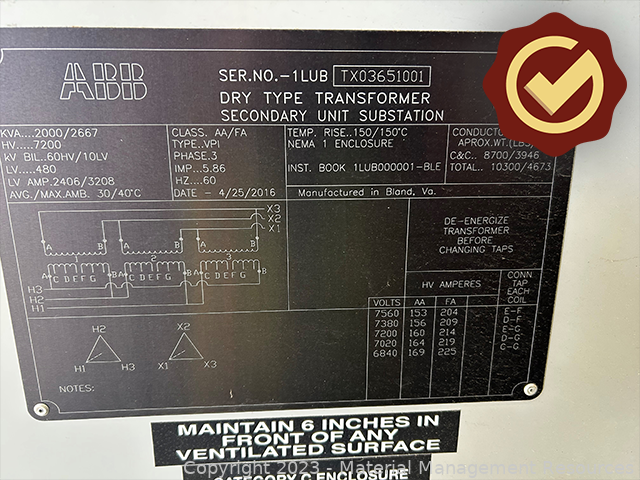 ABB
SER.NO.-1LUB TX03651001
DRY TYPE TRANSFORMER
SECONDARY UNIT SUBSTATION
KVA....2000/2667
HV.....7200
KV BIL..60HV/10LV
LV.....480
LV AMP.2406/3208
AVG./MAX.AMB. 30/40°C
CLASS. AA/FA
TYPE..VPI
PHASE.3
IMP...5.86
HZ....60
DATE - 4/25/2016
TEMP. RISE..150/150°C
NEMA 1 ENCLOSURE
INST. BOOK 1LUB000001-BLE
APROX.WT.(LBS
C&C.. 8700/3946
TOTAL.. 10300/4673
Manufactured in Bland, Va.
X3
X2
X1
A B A B A B
1 2 3
A C D E F G B A C D E F G B A C D E F G B
H3
H2
H1
DE-ENERGIZE
TRANSFORMER
BEFORE
CHANGING TAPS
HV AMPERES
CONN
TAP
EACH
COIL
VOLTS AA FA
7560 153 204 E-F
7380 156 209 D-F
7200 160 214 E-G
7020 164 219 D-G
6840 169 225 C-G
H2 X2
H1 H3 X1 X3
NOTES:
MAINTAIN 6 INCHES IN
FRONT OF ANY
VENTILATED SURFACE
CATEGORY C ENCLOSURE
Copyright 2023 - Material Management Resources